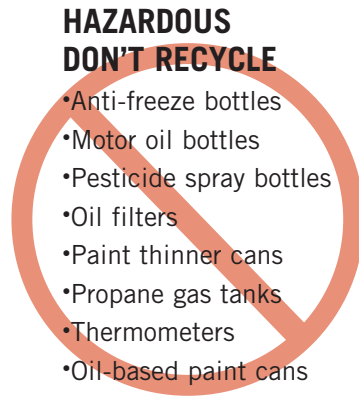 HAZARDOUS
DON'T RECYCLE
•Anti-freeze bottles
•Motor oil bottles
•Pesticide spray bottles
•Oil filters
•Paint thinner cans
•Propane gas tanks
•Thermometers
•Oil-based paint cans